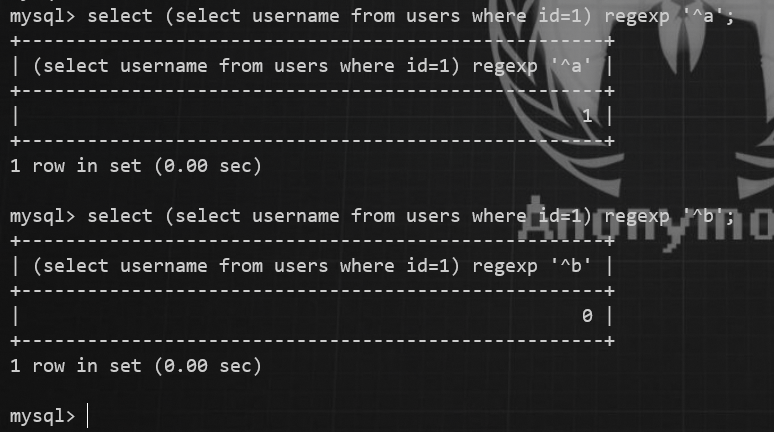 mysql> select (select username from users where id=1) regexp '^a';
+-----------------------------------------------------+
| (select username from users where id=1) regexp '^a' |
+-----------------------------------------------------+
|                                                   1 |
+-----------------------------------------------------+
1 row in set (0.00 sec)

mysql> select (select username from users where id=1) regexp '^b';
+-----------------------------------------------------+
| (select username from users where id=1) regexp '^b' |
+-----------------------------------------------------+
|                                                   0 |
+-----------------------------------------------------+
1 row in set (0.00 sec)

mysql>
Anonymo